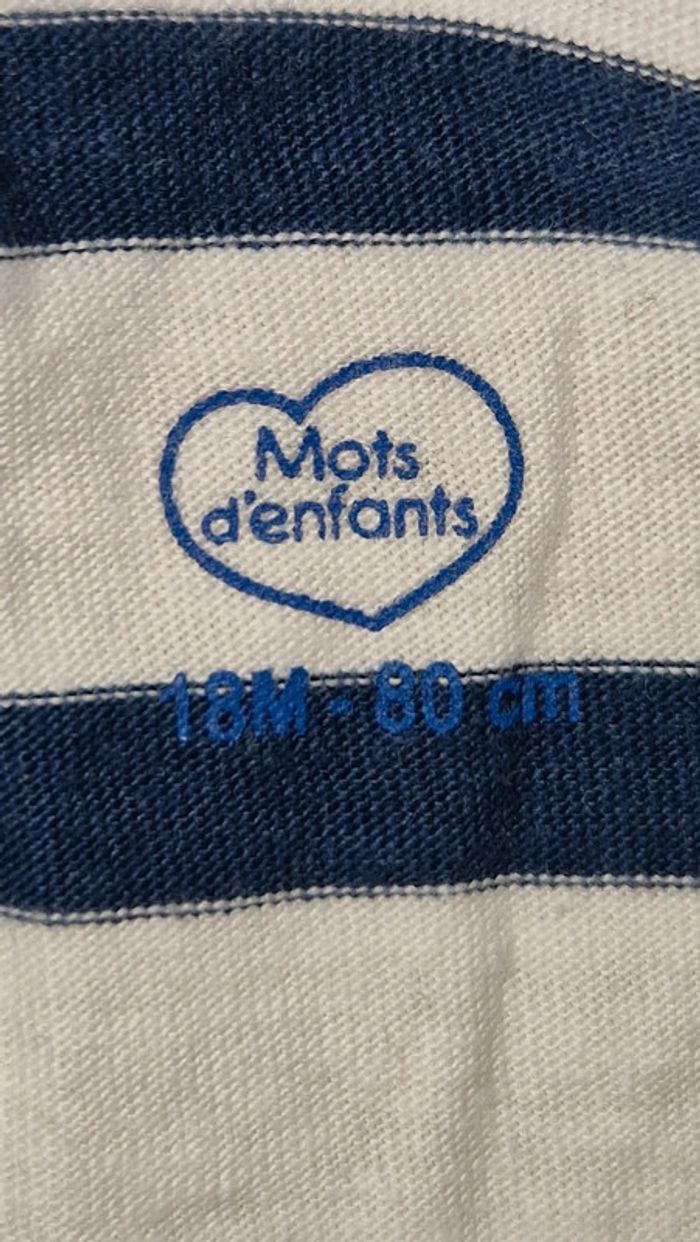 Mots
d'enfants
18M - 80 cm